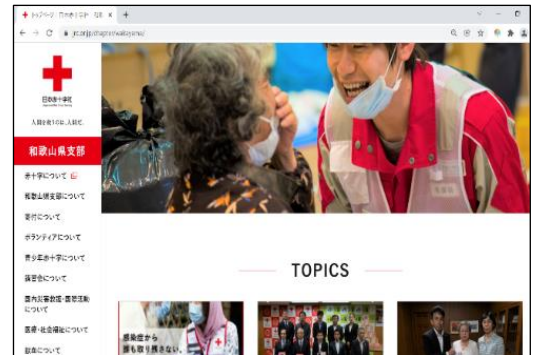 トップページ｜日本赤十字社
jrc.or.jp/chapter/wakayama/
日本赤十字社
人間を救うのは、人間だ。
和歌山県支部
赤十字について
和歌山県支部について
寄付について
ボランティアについて
青少年赤十字について
講習会について
国内災害救護・国際活動
について
医療・社会福祉について
献血について
TOPICS
感染症から
誰も取り残さない。